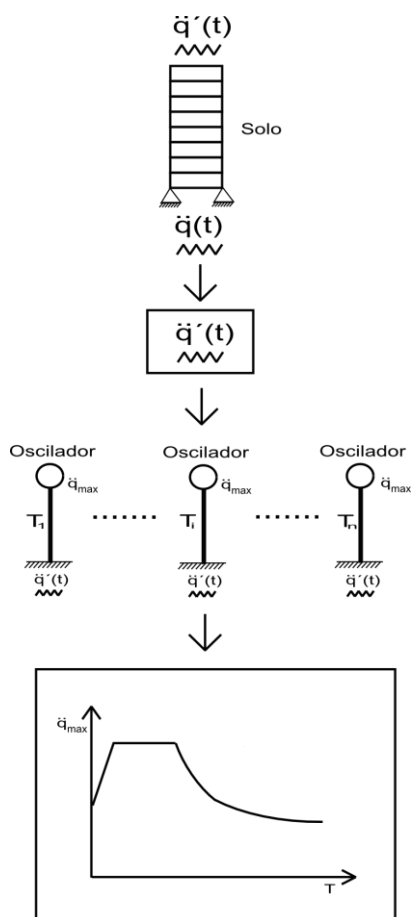 q̈´(t)
Solo
q̈(t)
q̈´(t)
Oscilador Oscilador Oscilador
q̈max q̈max q̈max
T1 Ti Tn
q̈´(t) q̈´(t) q̈´(t)
q̈max
T